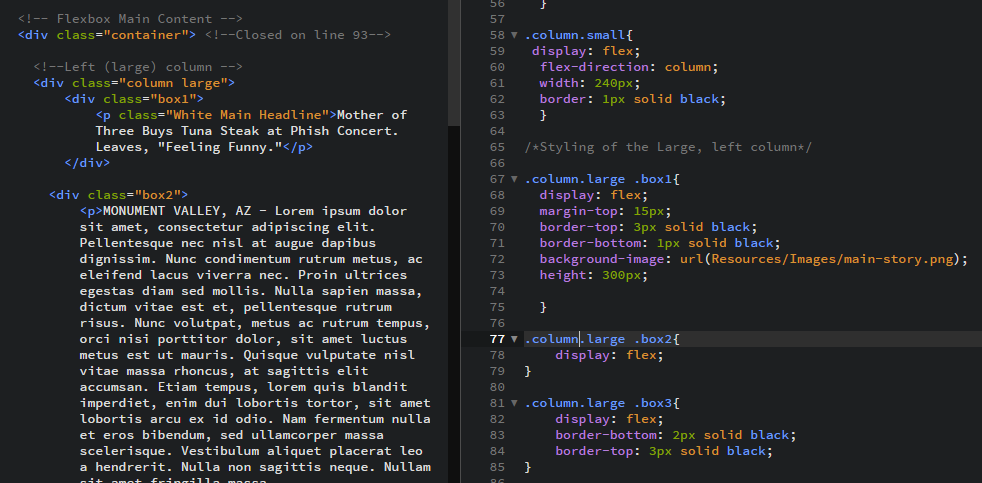 <!-- Flexbox Main Content -->
<div class="container"> <!--Closed on line 93-->
<!--Left (large) column -->
<div class="column large">
<div class="box1">
<p class="White Main Headline">Mother of
Three Buys Tuna Steak at Phish Concert.
Leaves, "Feeling Funny."</p>
</div>
<div class="box2">
<p>MONUMENT VALLEY, AZ - Lorem ipsum dolor
sit amet, consectetur adipiscing elit.
Pellentesque nec nisl at augue dapibus
dignissim. Nunc condimentum rutrum metus, ac
eleifend lacus viverra nec. Proin ultrices
egestas diam sed mollis. Nulla sapien massa,
dictum vitae est et, pellentesque rutrum
risus. Nunc volutpat, metus ac rutrum tempus,
orci nisi porttitor dolor, sit amet luctus
metus est ut mauris. Quisque vulputate nisl
vitae massa rhoncus, at sagittis elit
accumsan. Etiam tempus, lorem quis blandit
imperdiet, enim dui lobortis tortor, sit amet
lobortis arcu ex id odio. Nam fermentum nulla
et eros bibendum, sed ullamcorper massa
scelerisque. Vestibulum aliquet placerat leo
a hendrerit. Nulla non sagittis neque. Nullam
sit amet fringilla massa.
56 }
57
58 .column.small{
59 display: flex;
60 flex-direction: column;
61 width: 240px;
62 border: 1px solid black;
63 }
64
65 /*Styling of the Large, left column*/
66
67 .column.large .box1{
68 display: flex;
69 margin-top: 15px;
70 border-top: 3px solid black;
71 border-bottom: 1px solid black;
72 background-image: url(Resources/Images/main-story.png);
73 height: 300px;
74
75 }
76
77 .column.large .box2{
78 display: flex;
79 }
80
81 .column.large .box3{
82 display: flex;
83 border-bottom: 2px solid black;
84 border-top: 3px solid black;
85 }
86